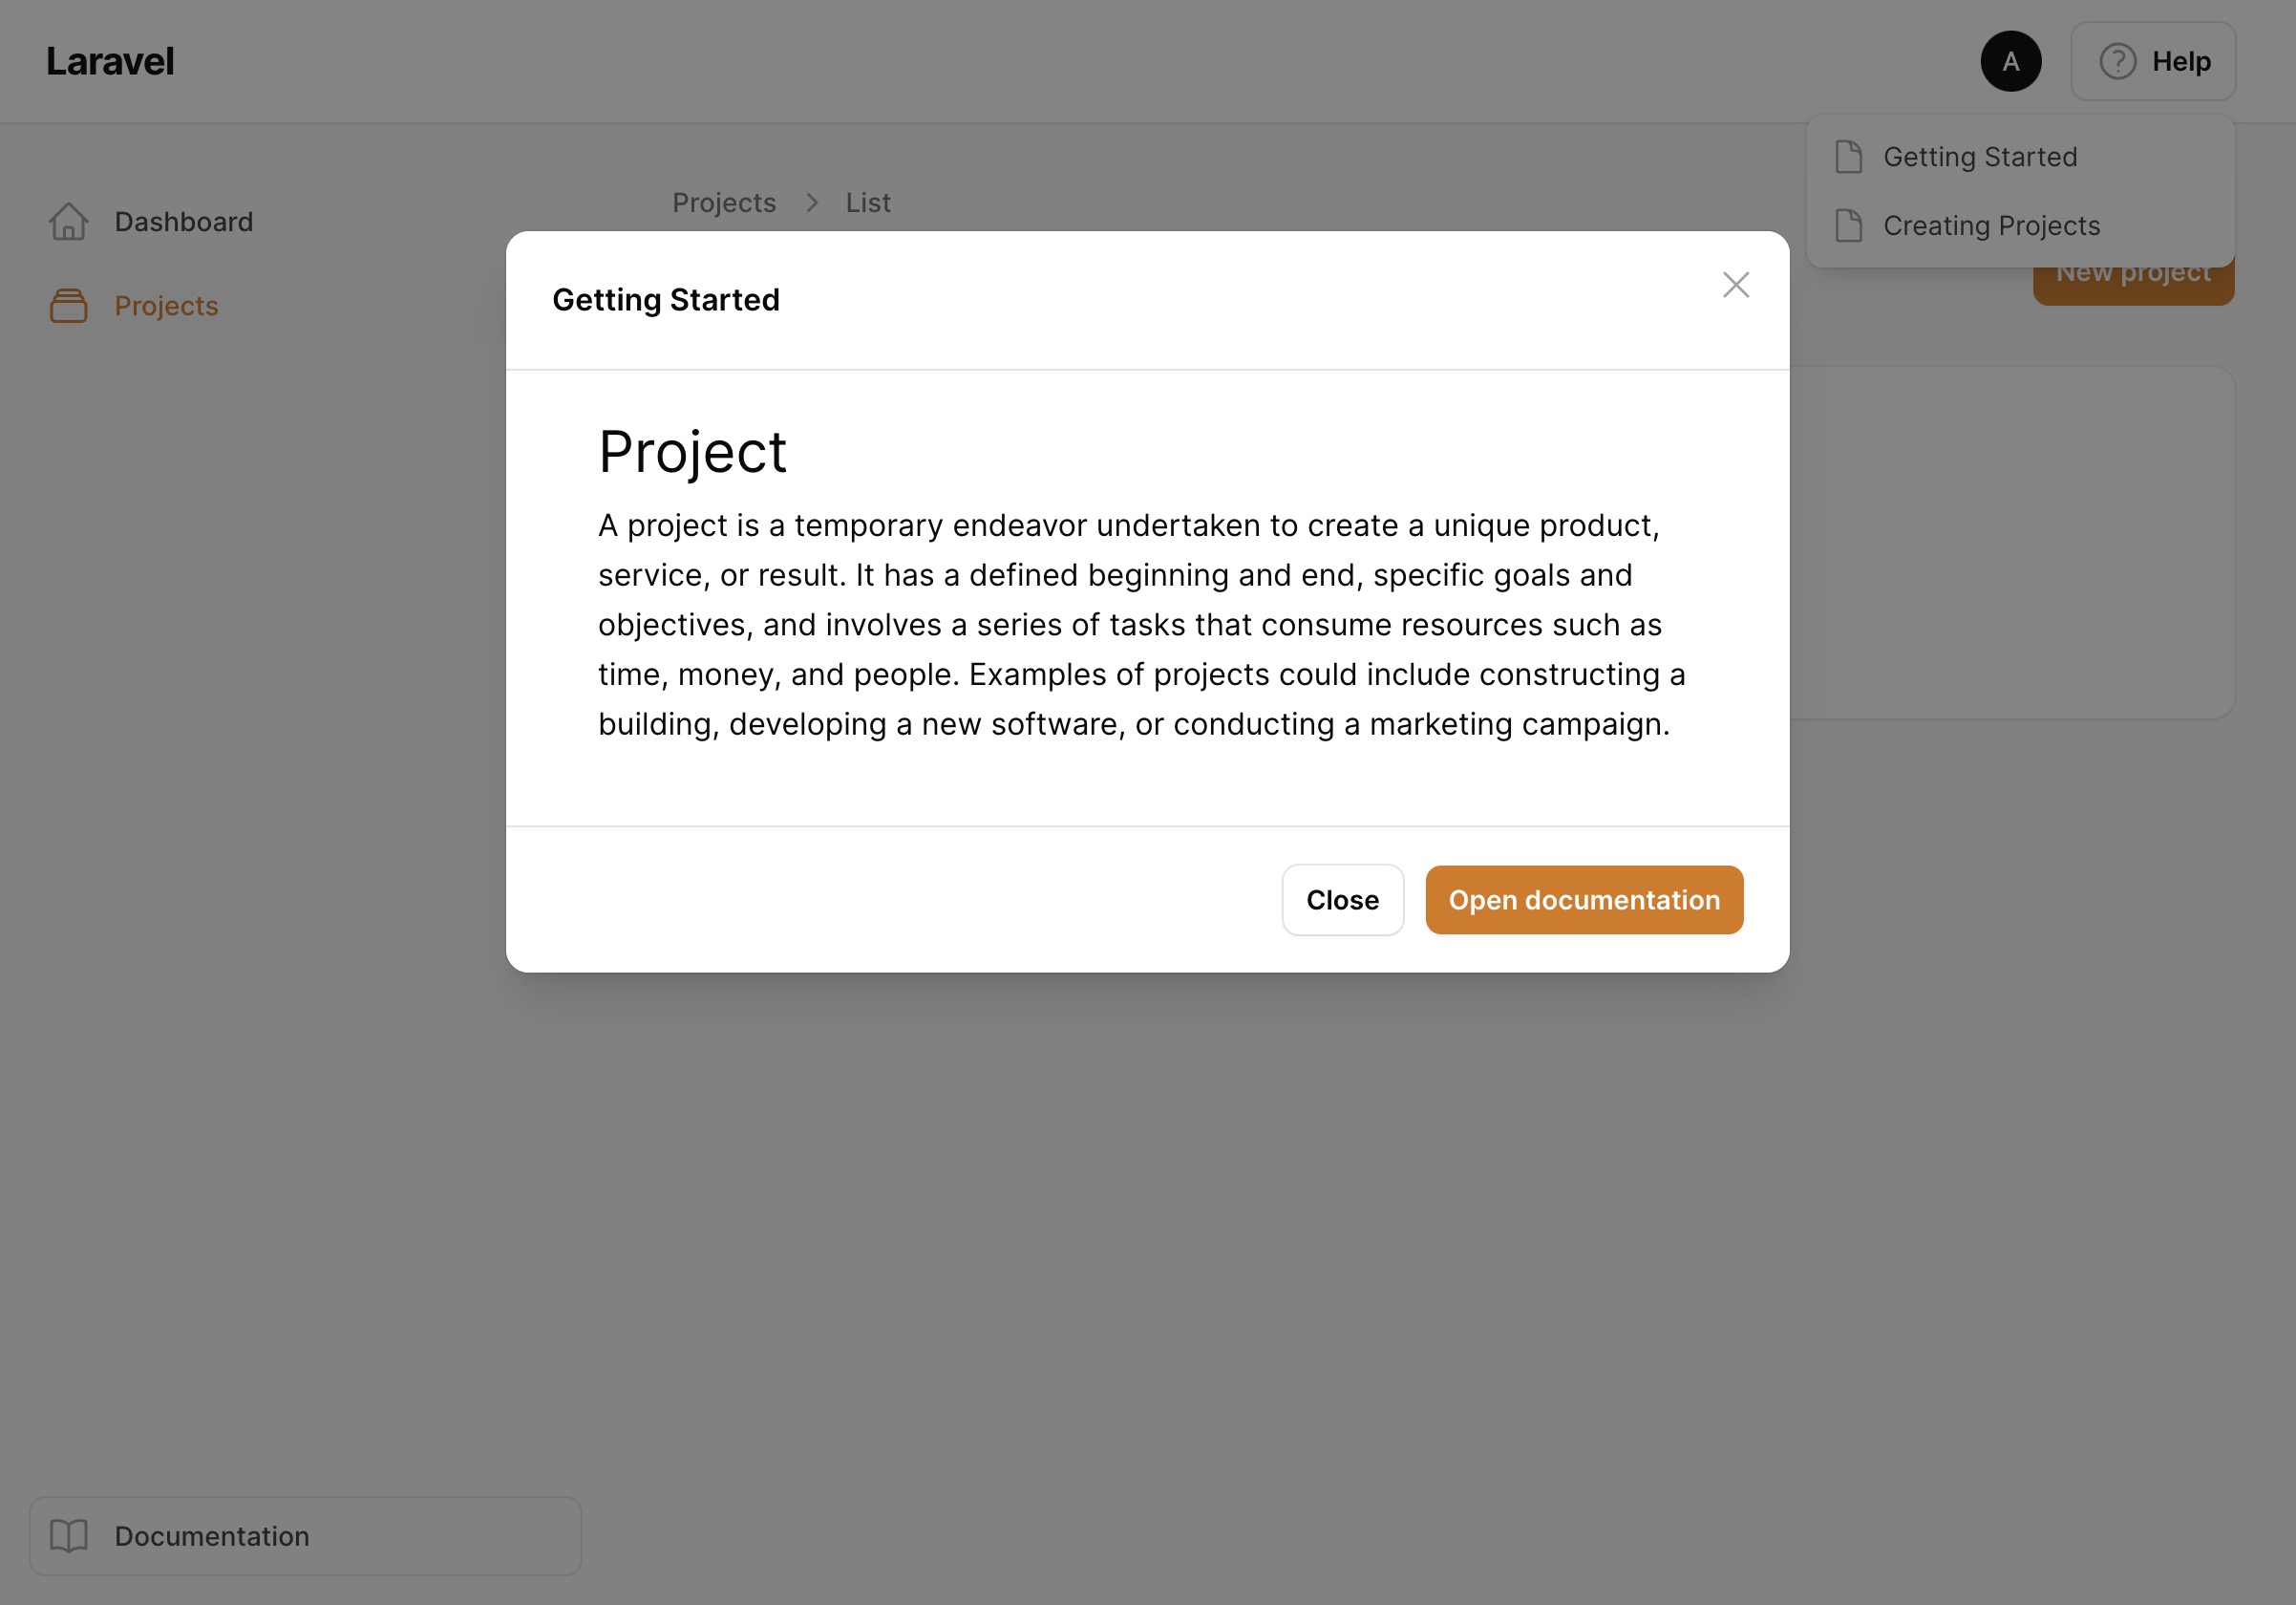 Laravel
A
Help
Getting Started
Creating Projects
Dashboard
Projects
Projects
List
New project
Getting Started
Project
A project is a temporary endeavor undertaken to create a unique product,
service, or result. It has a defined beginning and end, specific goals and
objectives, and involves a series of tasks that consume resources such as
time, money, and people. Examples of projects could include constructing a
building, developing a new software, or conducting a marketing campaign.
Close
Open documentation
Documentation